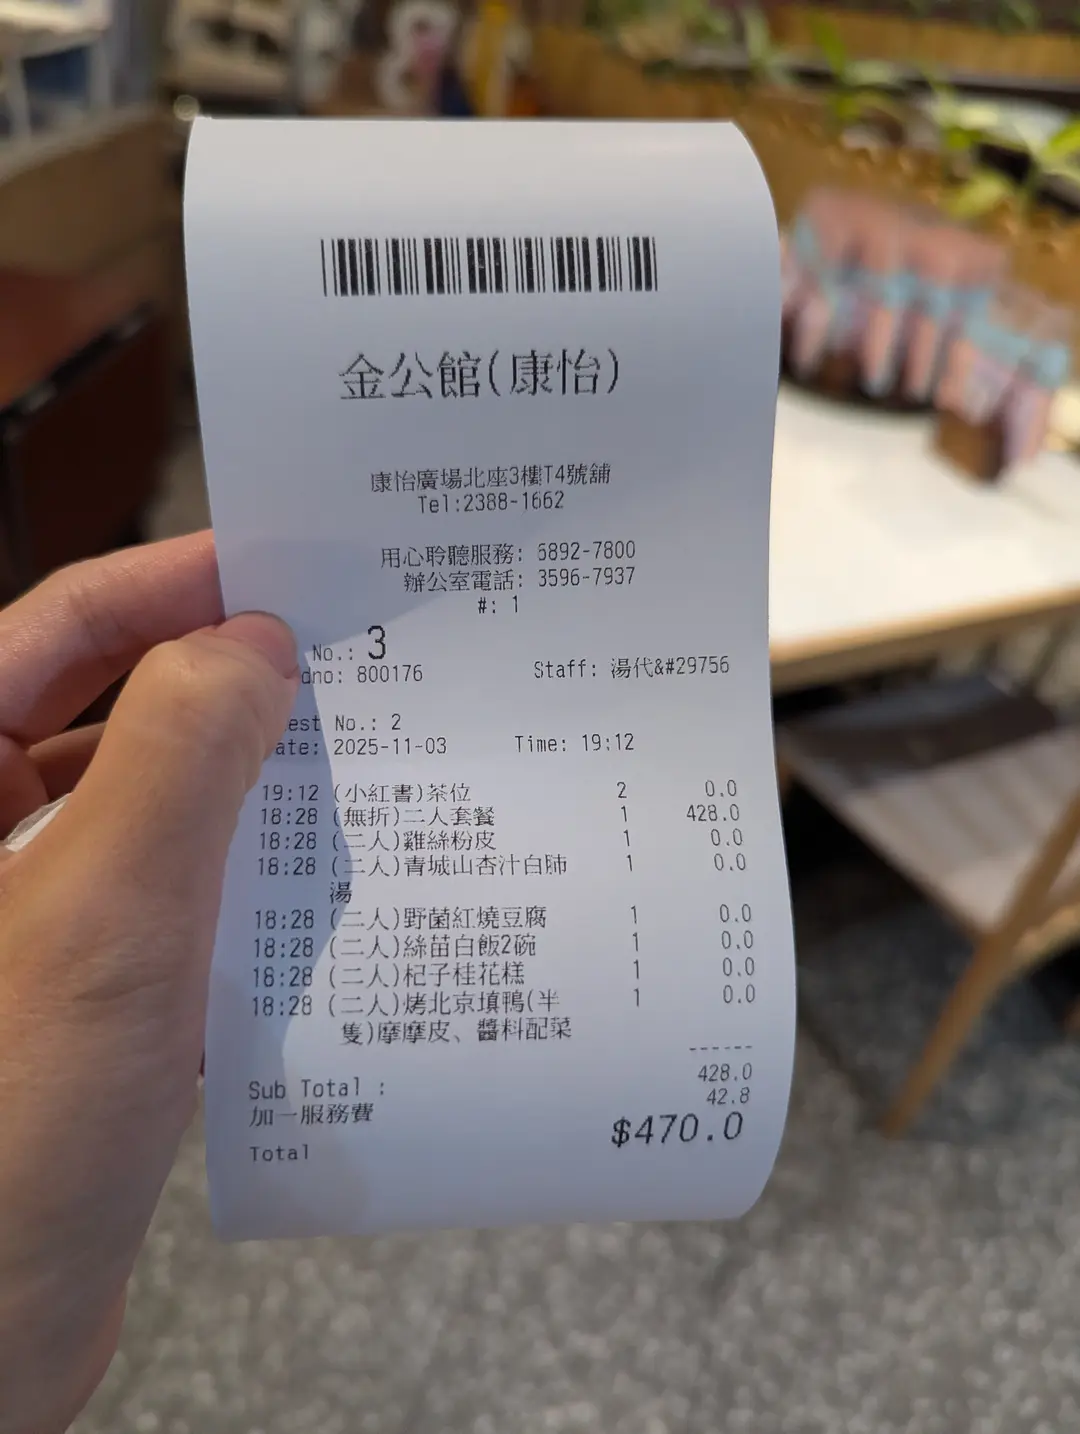 金公館(康怡)
康怡廣場北座3樓T4號舖
Tel:2388-1662
用心聆聽服務: 6892-7800
辦公室電話: 3596-7937
#: 1
No.: 3
dno: 800176 Staff: 湯代&#29756
est No.: 2
ate: 2025-11-03 Time: 19:12
19:12 (小紅書)茶位 2 0.0
18:28 (無折)二人套餐 1 428.0
18:28 (二人)雞絲粉皮 1 0.0
18:28 (二人)青城山杏汁白肺 1 0.0
湯
18:28 (二人)野菌紅燒豆腐 1 0.0
18:28 (二人)絲苗白飯2碗 1 0.0
18:28 (二人)杞子桂花糕 1 0.0
18:28 (二人)烤北京填鴨(半 1 0.0
隻)摩摩皮、醬料配菜
------
Sub Total : 428.0
加一服務費 42.8
Total $470.0